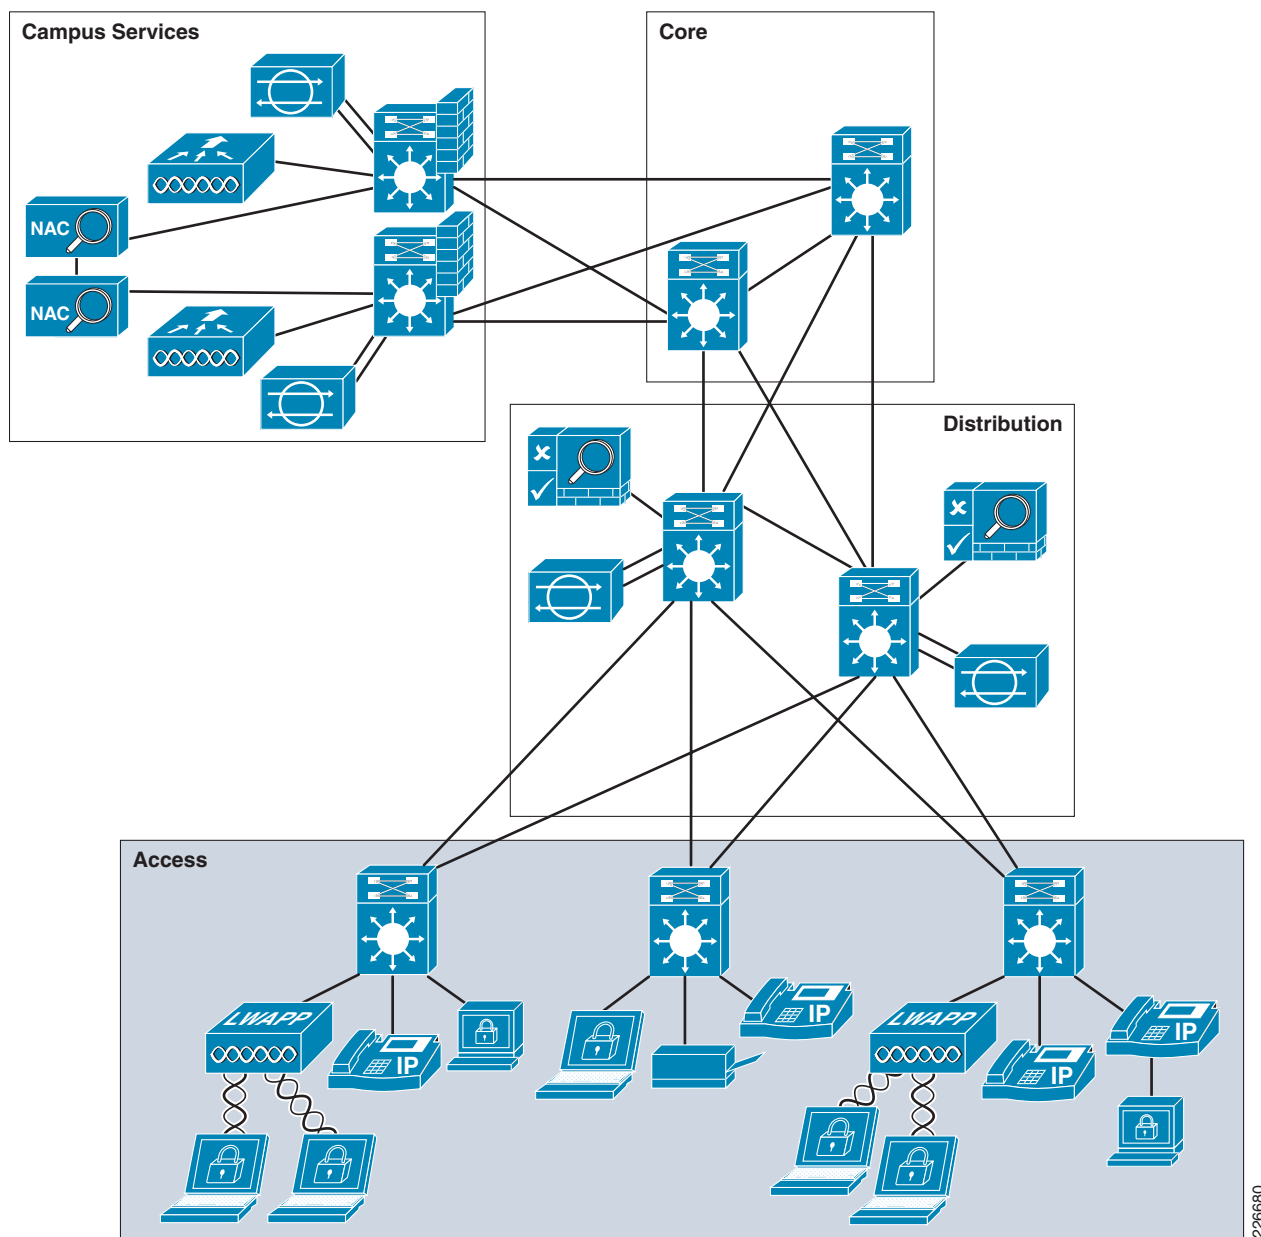 Campus Services
Core
NAC
NAC
Distribution
Access
LWAPP
IP
IP
LWAPP
IP
IP
226680